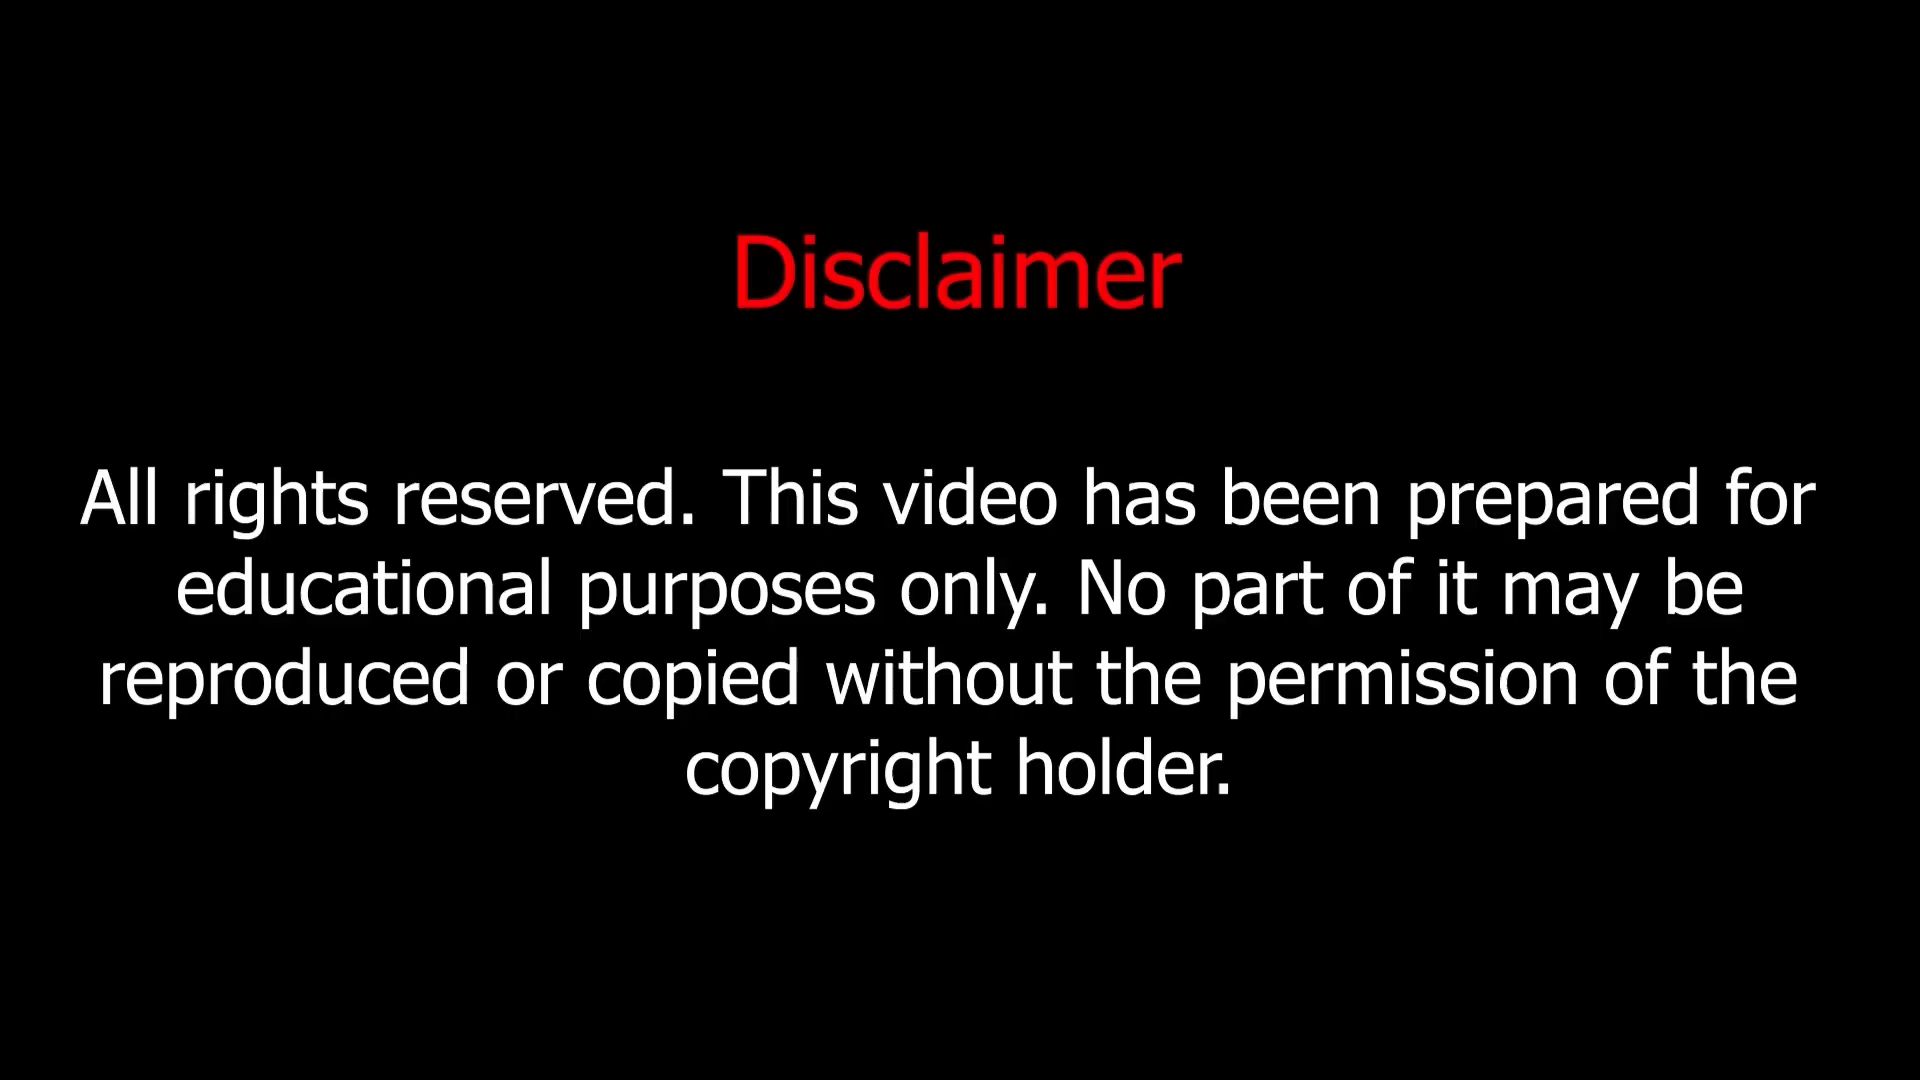 Disclaimer
All rights reserved. This video has been prepared for
educational purposes only. No part of it may be
reproduced or copied without the permission of the
copyright holder.